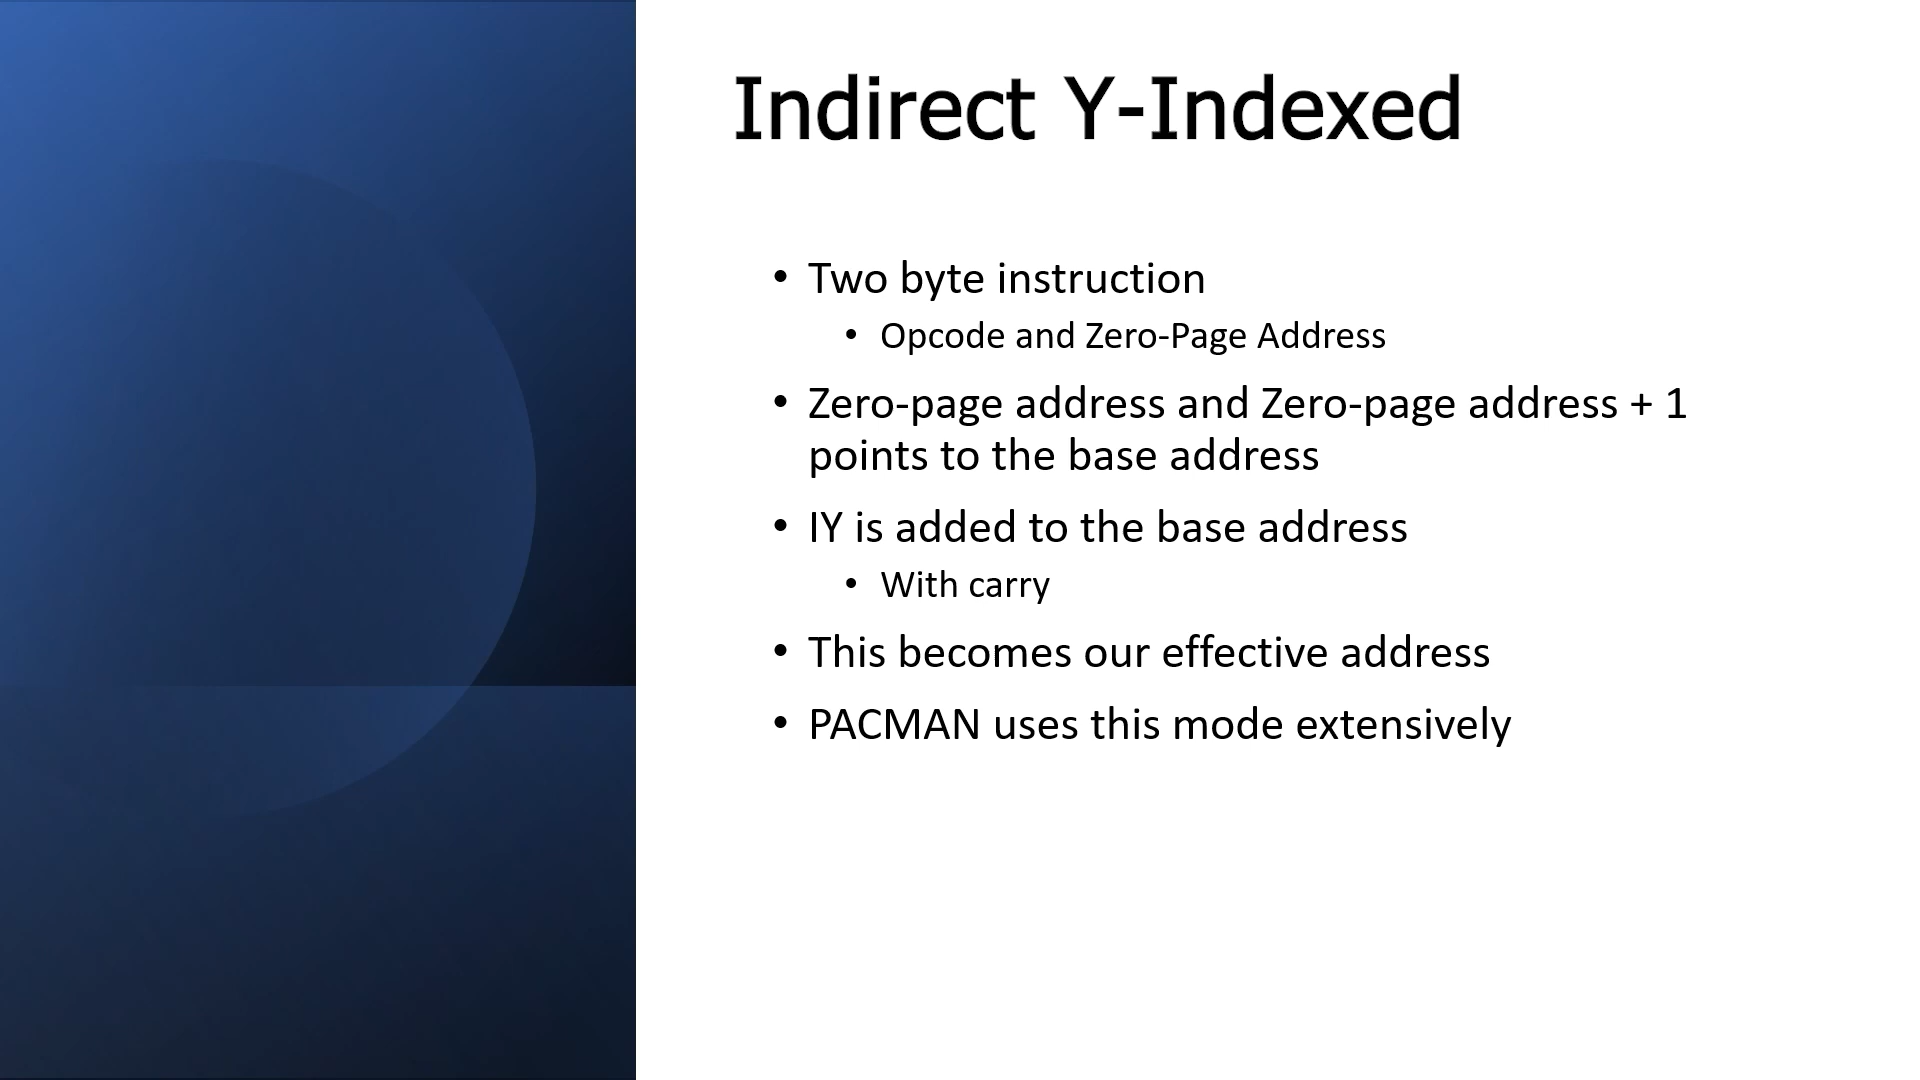 Indirect Y-Indexed
• Two byte instruction
• Opcode and Zero-Page Address
• Zero-page address and Zero-page address + 1
points to the base address
• IY is added to the base address
• With carry
• This becomes our effective address
• PACMAN uses this mode extensively